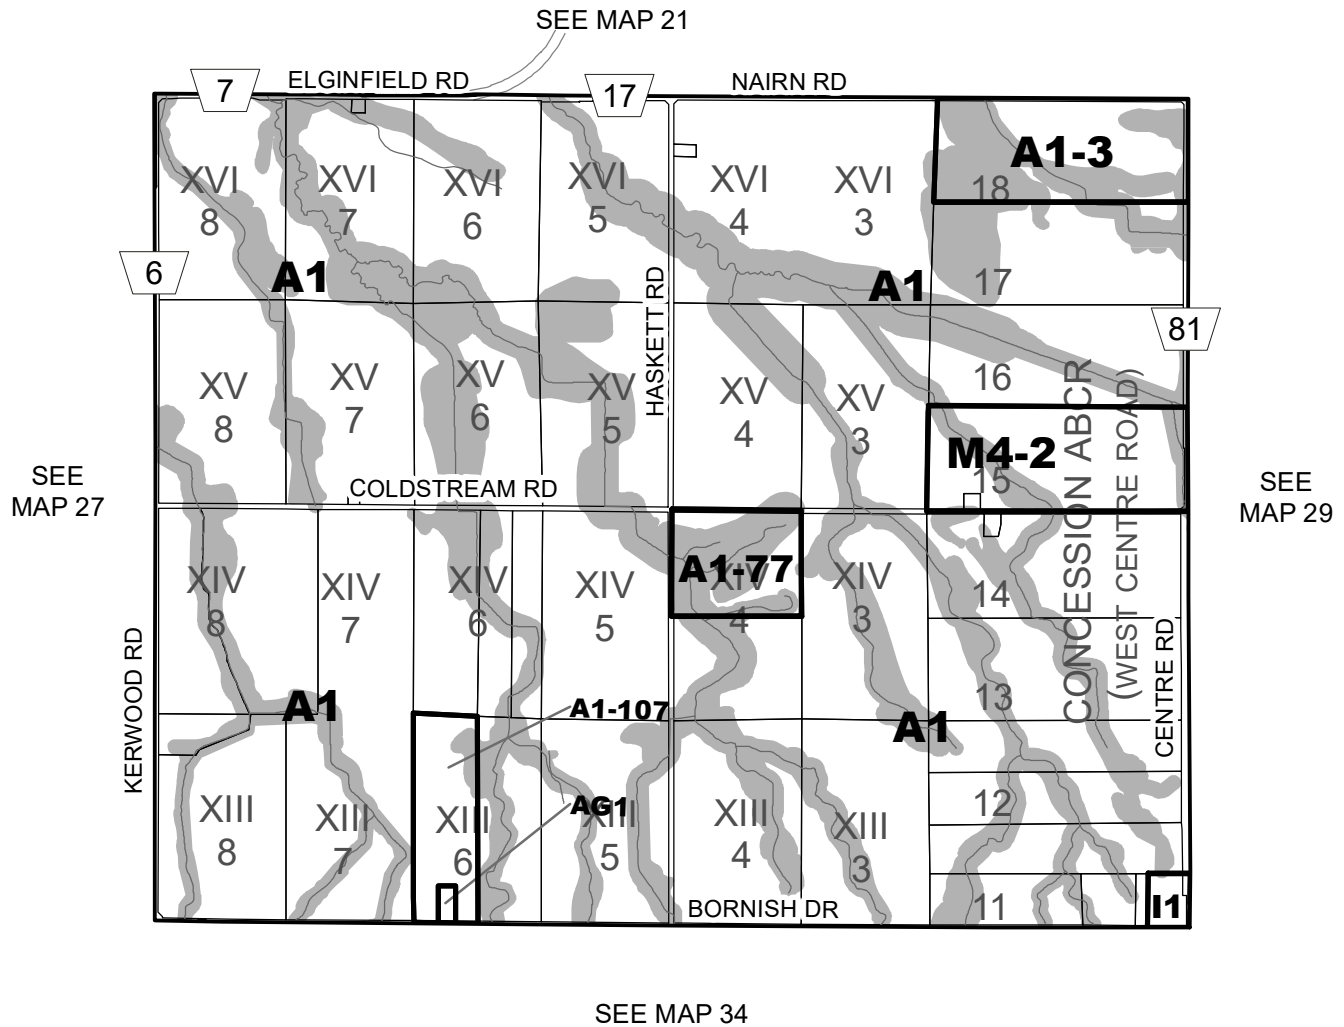 SEE MAP 21
7
ELGINFIELD RD
17
NAIRN RD
A1-3
XVI
8
XVI
7
XVI
6
XVI
5
XVI
4
XVI
3
18
6
A1
HASKETT RD
A1
17
81
XV
8
XV
7
XV
6
XV
5
XV
4
XV
3
16
M4-2
15
CONCESSION ABCR
(WEST CENTRE ROAD)
SEE
MAP 27
COLDSTREAM RD
SEE
MAP 29
XIV
8
XIV
7
XIV
6
XIV
5
A1-77
XIV
4
XIV
3
14
KERWOOD RD
A1
A1-107
A1
13
CENTRE RD
XIII
8
XIII
7
XIII
6
AG1
XIII
5
XIII
4
XIII
3
12
11
I1
BORNISH DR
SEE MAP 34